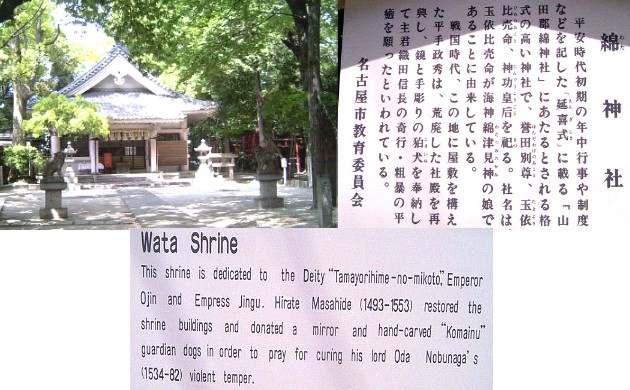 綿神社
平安時代初期の年中行事や制度
などを記した「延喜式」に載る「山
田郡綿神社」にあたるとされる格
式の高い神社で、誉田別尊、玉依
比売命、神功皇后を祀る。社名は、
玉依比売命が海神綿津見神の娘で
あることに由来している。
戦国時代、この地に屋敷を構え
た平手政秀は、荒廃した社殿を再
興し、鏡と手彫りの狛犬を奉納し
て主君織田信長の奇行・粗暴の平
癒を願ったといわれている。
名古屋市教育委員会
Wata Shrine
This shrine is dedicated to the Deity "Tamayorihime-no-mikoto", Emperor
Ojin and Empress Jingu. Hirate Masahide (1493-1553) restored the
shrine buildings and donated a mirror and hand-carved "Komainu"
guardian dogs in order to pray for curing his lord Oda Nobunaga's
(1534-82) violent temper.